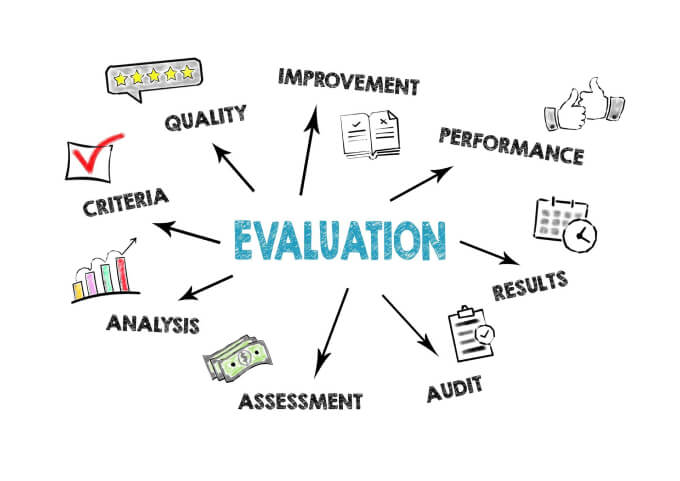 IMPROVEMENT
QUALITY
PERFORMANCE
CRITERIA
EVALUATION
RESULTS
ANALYSIS
ASSESSMENT
AUDIT